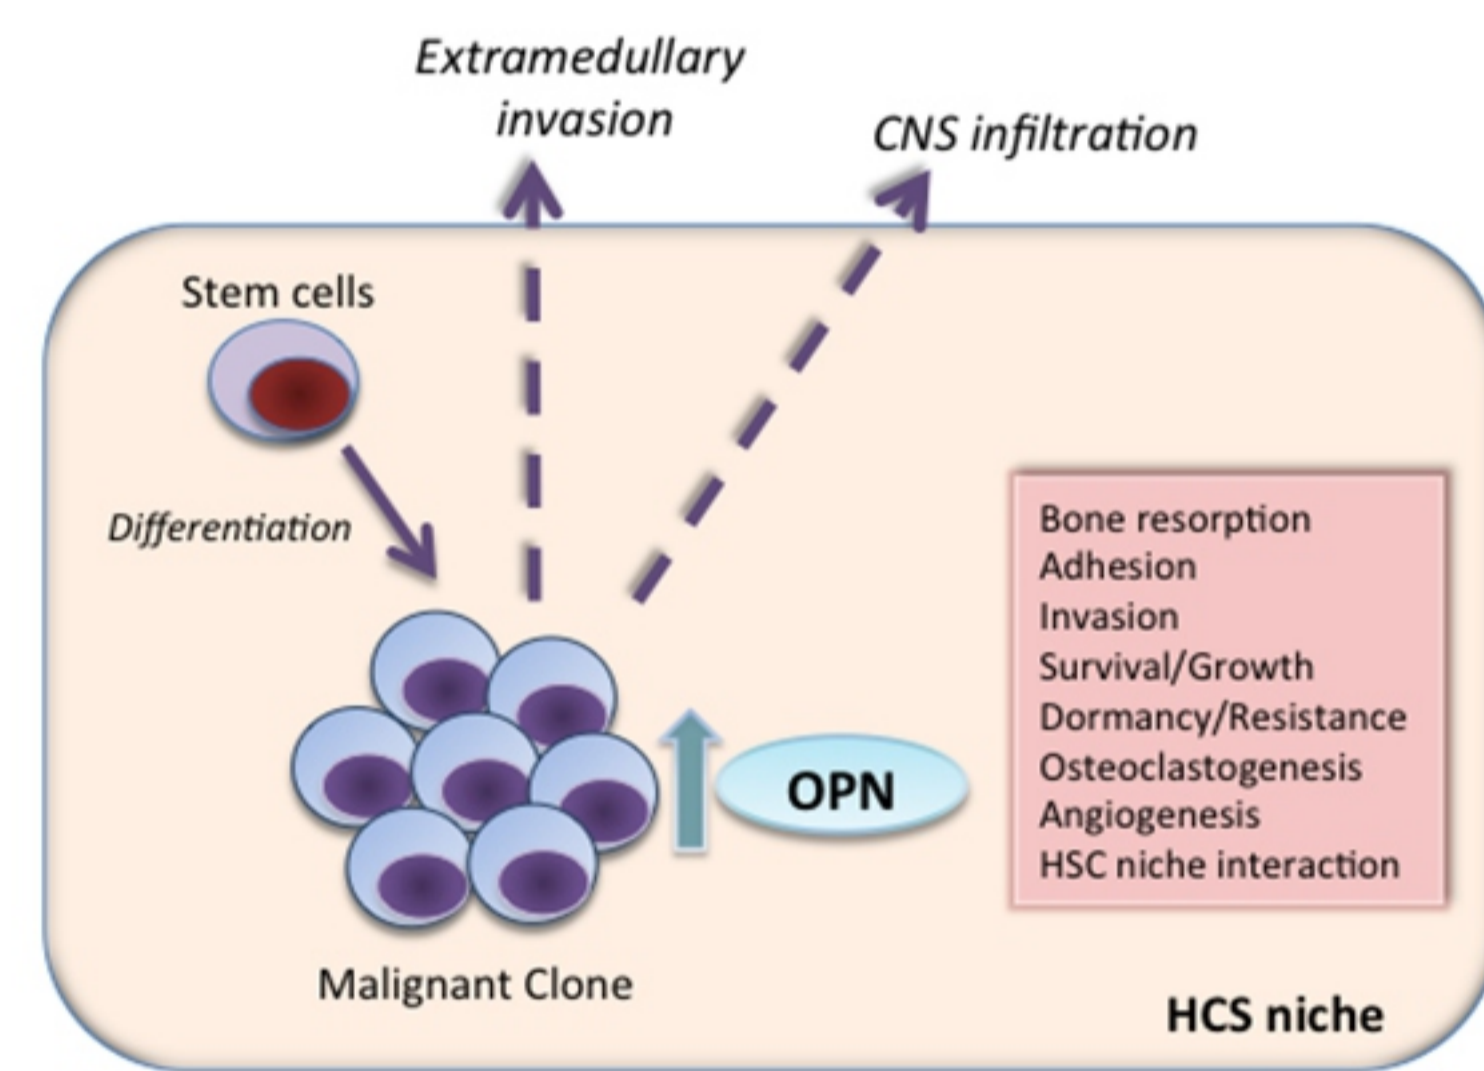 Extramedullary
invasion
CNS infiltration
Stem cells
Differentiation
Bone resorption
Adhesion
Invasion
Survival/Growth
Dormancy/Resistance
Osteoclastogenesis
Angiogenesis
HSC niche interaction
OPN
Malignant Clone
HCS niche